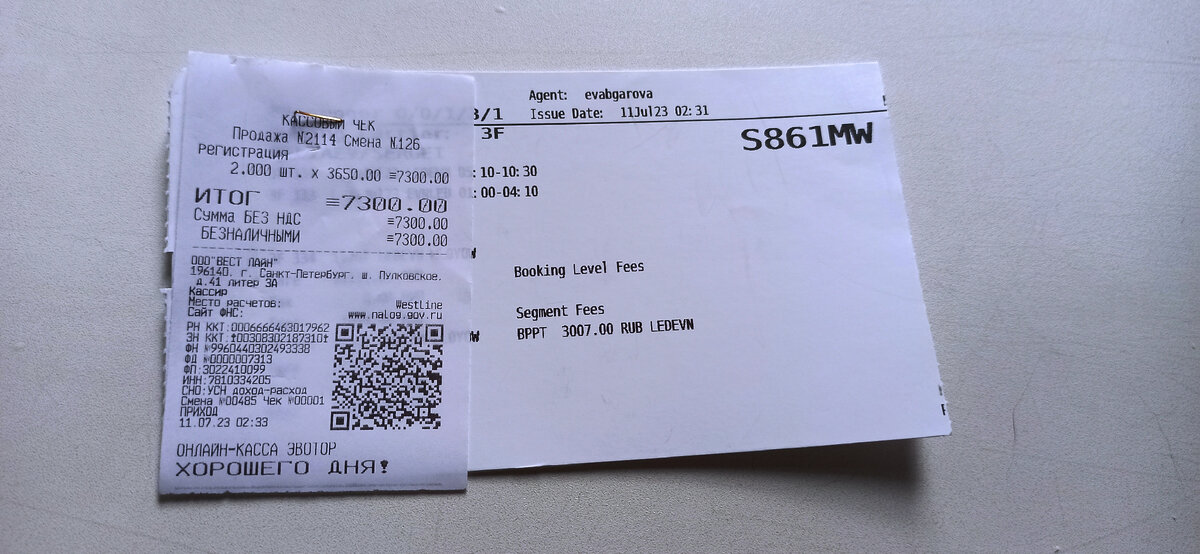 КАССОВЫЙ ЧЕК
Продажа №2114 Смена №126
Регистрация
2.000 шт. x 3650.00 ≡7300.00
ИТОГ ≡7300.00
Сумма БЕЗ НДС ≡7300.00
БЕЗНАЛИЧНЫМИ ≡7300.00
ООО"ВЕСТ ЛАЙН"
196140, г. Санкт-Петербург, ш. Пулковское,
д.41 литер ЗА
Кассир
Место расчетов: WestLine
Сайт ФНС: www.nalog.gov.ru
РН ККТ:0006666463017962
ЗН ККТ:
ФН №9960440302493338
ФД №0000007313
ФП:3022410099
ИНН:7810334205
СНО:УСН доход-расход
Смена №00485 Чек №00001
ПРИХОД
11.07.23 02:33
ОНЛАЙН-КАССА ЭВОТОР
ХОРОШЕГО ДНЯ!
Agent: evabgarova
3/1 Issue Date: 11Jul23 02:31
3F
S861MW
:10-10:30
:00-04:10
Booking Level Fees
Segment Fees
BPPT 3007.00 RUB LEDEVN